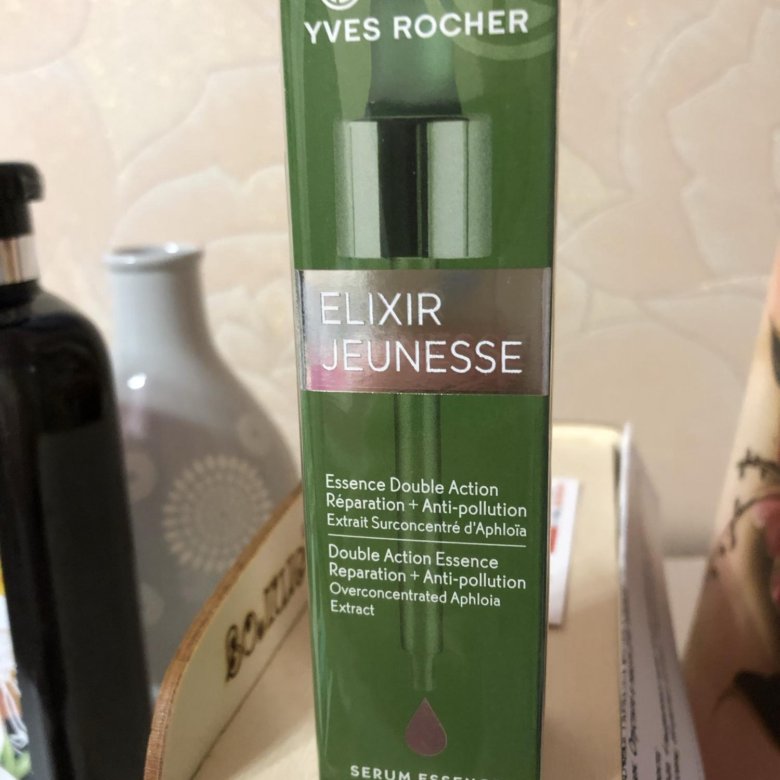 YVES ROCHER
ELIXIR
JEUNESSE
Essence Double Action
Réparation + Anti-pollution
Extrait Surconcentré d'Aphloïa
Double Action Essence
Reparation + Anti-pollution
Overconcentrated Aphloia
Extract
SERUM